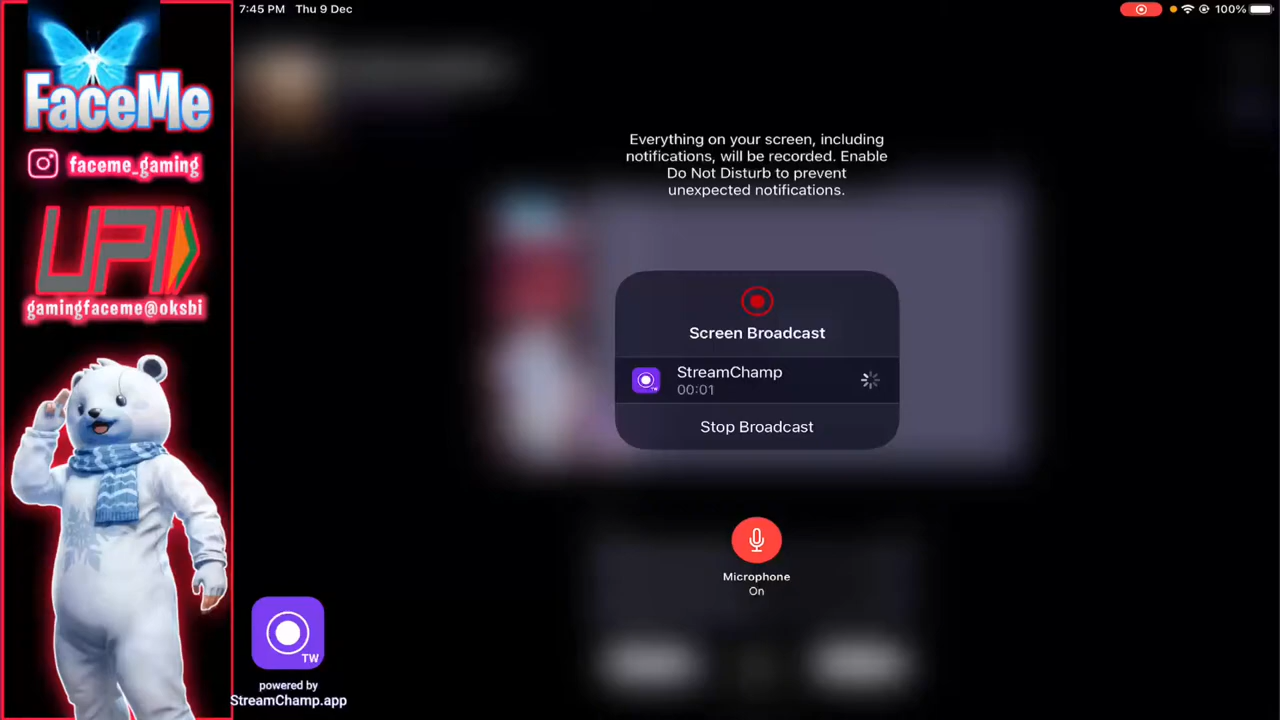 7:45 PM Thu 9 Dec
100%
FaceMe
faceme_gaming
UPI
gamingfaceme@oksbi
Everything on your screen, including
notifications, will be recorded. Enable
Do Not Disturb to prevent
unexpected notifications.
Screen Broadcast
StreamChamp
00:01
Stop Broadcast
Microphone
On
TW
powered by
StreamChamp.app